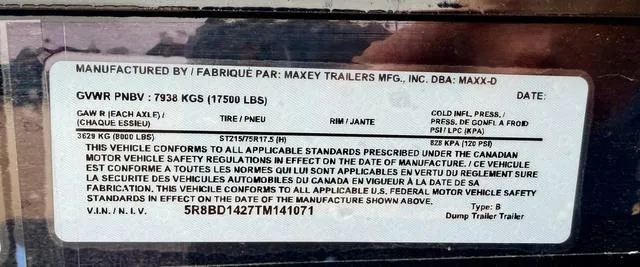 MANUFACTURED BY / FABRIQUÉ PAR: MAXEY TRAILERS MFG., INC. DBA: MAXX-D
GVWR PNBV : 7938 KGS (17500 LBS) DATE:
GAW R (EACH AXLE) / (CHAQUE ESSIEU) TIRE / PNEU RIM / JANTE COLD INFL. PRESS. / PRESS. DE GONFL A FROID PSI / LPC (KPA)
3629 KG (8000 LBS) ST215/75R17.5 (H) 828 KPA (120 PSI)
THIS VEHICLE CONFORMS TO ALL APPLICABLE STANDARDS PRESCRIBED UNDER THE CANADIAN
MOTOR VEHICLE SAFETY REGULATIONS IN EFFECT ON THE DATE OF MANUFACTURE. / CE VEHICULE
EST CONFORME A TOUTES LES NORMES QUI LUI SONT APPLICABLES EN VERTU DU REGLEMENT SURE
LA SÉCURITÉ DES VEHICULES AUTOMOBILES DU CANADA EN VIGUEUR À LA DATE DE SA
FABRICATION. THIS VEHICILE CONFORMS TO ALL APPLICABLE U.S. FEDERAL MOTOR VEHICLE SAFETY
STANDARDS IN EFFECT ON THE DATE OF MANUFACTURE SHOWN ABOVE.
V.I.N. / N. I. V. 5R8BD1427TM141071 Type: B
Dump Trailer Trailer